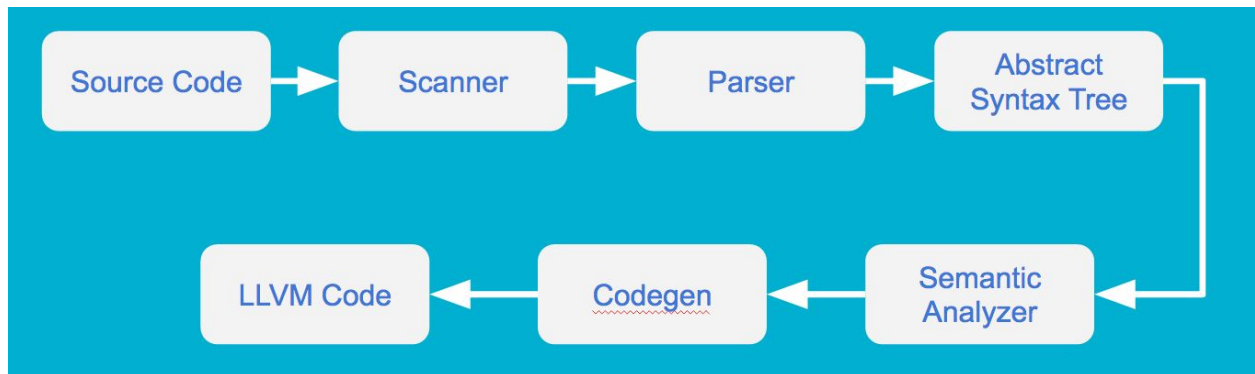 Source Code
Scanner
Parser
Abstract
Syntax Tree
LLVM Code
Codegen
Semantic
Analyzer